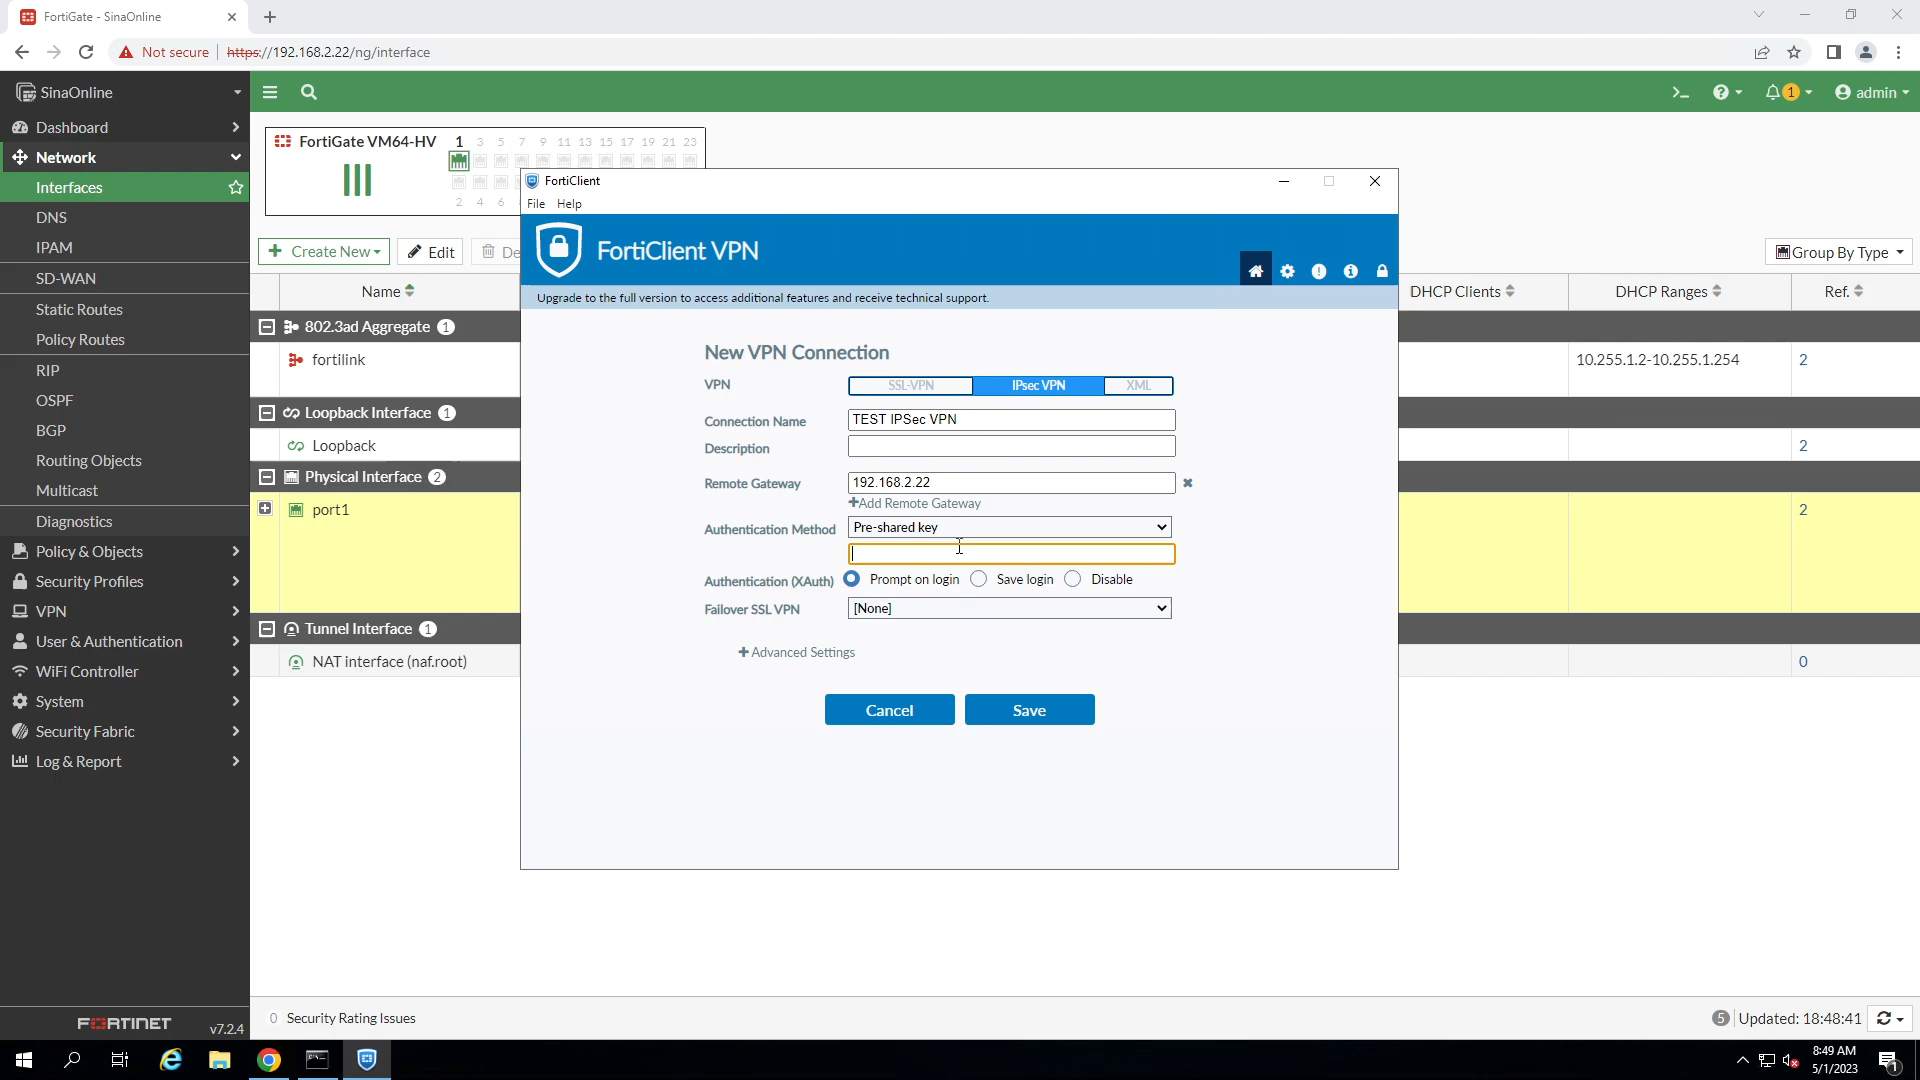 FortiGate - SinaOnline
Not secure https://192.168.2.22/ng/interface
SinaOnline
Dashboard
Network
Interfaces
DNS
IPAM
SD-WAN
Static Routes
Policy Routes
RIP
OSPF
BGP
Routing Objects
Multicast
Diagnostics
Policy & Objects
Security Profiles
VPN
User & Authentication
WiFi Controller
System
Security Fabric
Log & Report
FORTINET v7.2.4
1 admin
FortiGate VM64-HV 1 3 5 7 9 11 13 15 17 19 21 23
2 4 6
Create New Edit De
Group By Type
Name DHCP Clients DHCP Ranges Ref.
802.3ad Aggregate 1
fortilink 10.255.1.2-10.255.1.254 2
Loopback Interface 1
Loopback 2
Physical Interface 2
port1 2
Tunnel Interface 1
NAT interface (naf.root) 0
FortiClient
File Help
FortiClient VPN
Upgrade to the full version to access additional features and receive technical support.
New VPN Connection
VPN SSL-VPN IPsec VPN XML
Connection Name TEST IPSec VPN
Description
Remote Gateway 192.168.2.22
Add Remote Gateway
Authentication Method Pre-shared key
Authentication (XAuth) Prompt on login Save login Disable
Failover SSL VPN [None]
Advanced Settings
Cancel Save
0 Security Rating Issues
5 Updated: 18:48:41
8:49 AM
5/1/2023
1